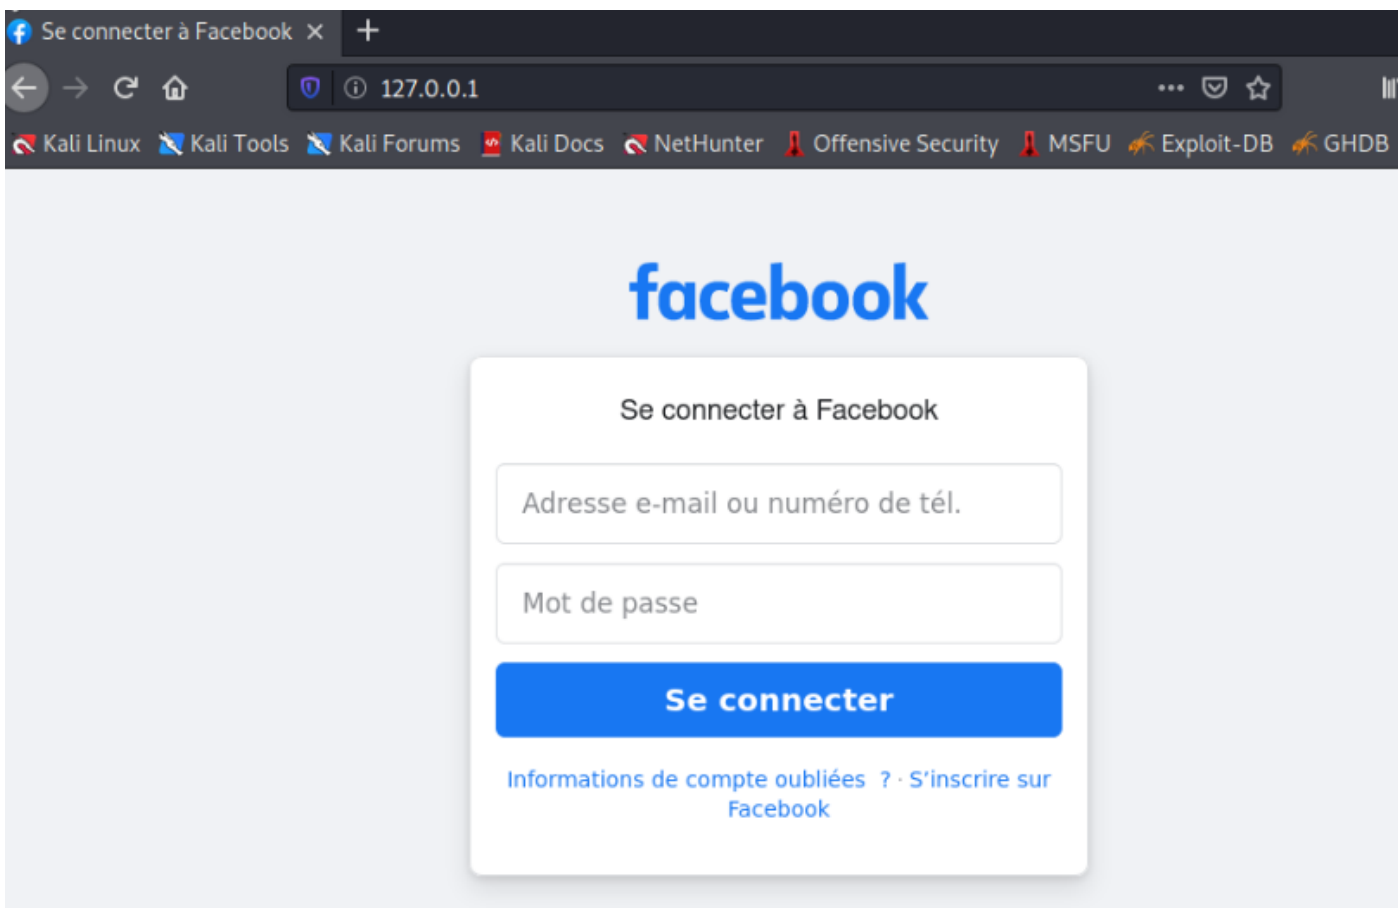 Se connecter à Facebook
127.0.0.1
Kali Linux Kali Tools Kali Forums Kali Docs NetHunter Offensive Security MSFU Exploit-DB GHDB
facebook
Se connecter à Facebook
Adresse e-mail ou numéro de tél.
Mot de passe
Se connecter
Informations de compte oubliées ? · S’inscrire sur
Facebook